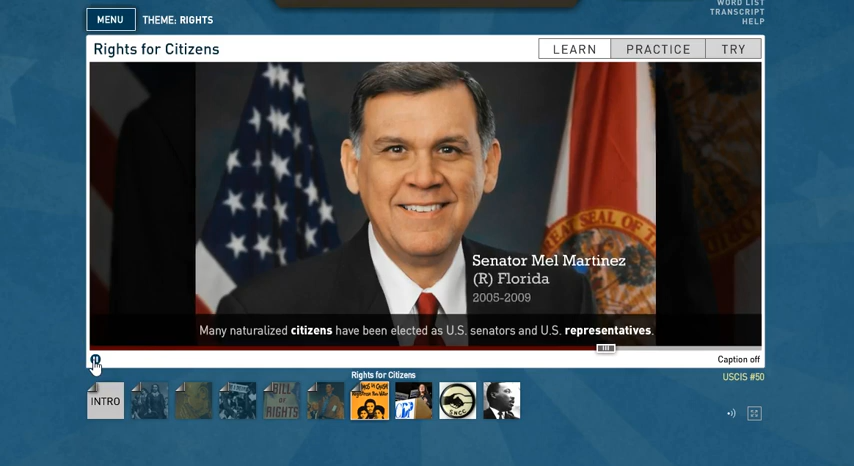 WORD LIST
TRANSCRIPT
HELP
MENU
THEME: RIGHTS
Rights for Citizens
LEARN
PRACTICE
TRY
Senator Mel Martinez
(R) Florida
2005-2009
Many naturalized citizens have been elected as U.S. senators and U.S. representatives.
Caption off
Rights for Citizens
USCIS #50
INTRO
BILL
OF
RIGHTS
SNCC